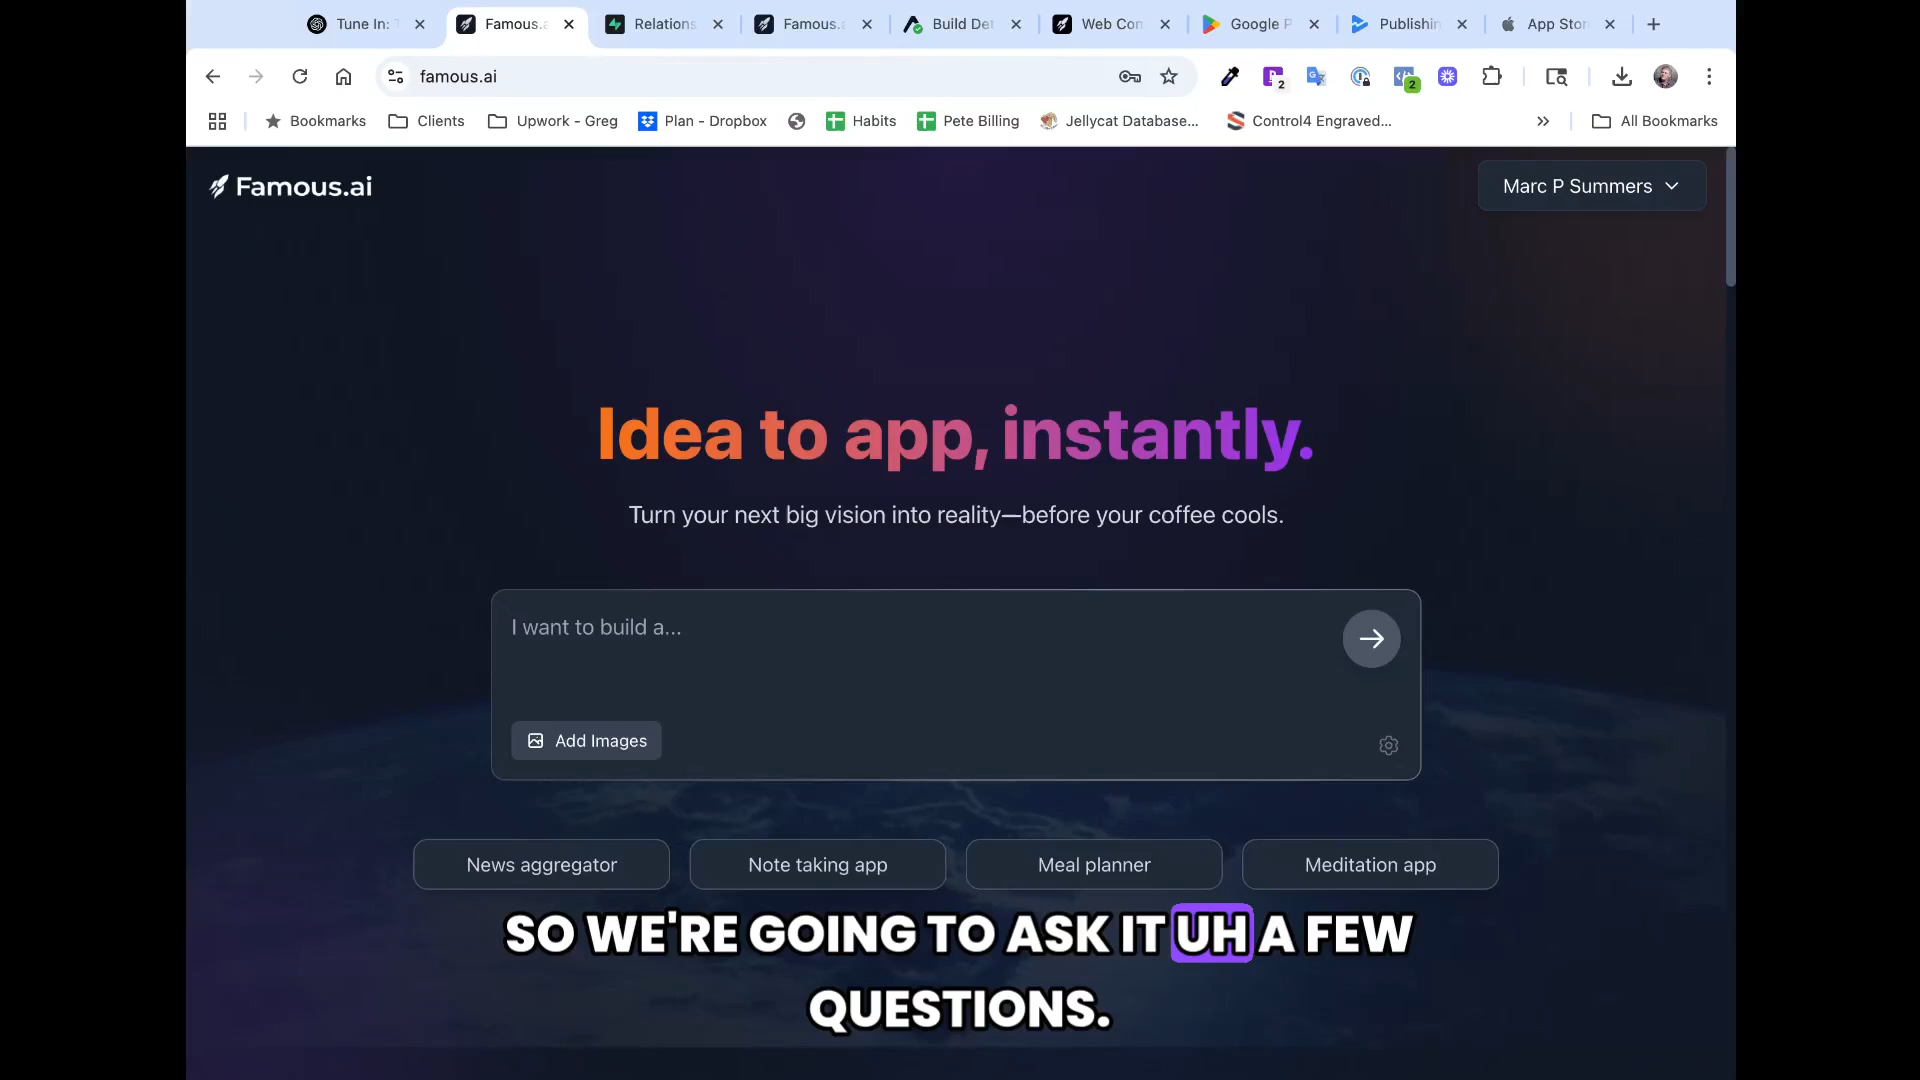 Tune In: T
Famous.a
Relations
Famous.a
Build Det
Web Con
Google P
Publishin
App Stor
famous.ai
2
2
Bookmarks
Clients
Upwork - Greg
Plan - Dropbox
Habits
Pete Billing
Jellycat Database...
Control4 Engraved...
All Bookmarks
Famous.ai
Marc P Summers
Idea to app, instantly.
Turn your next big vision into reality—before your coffee cools.
I want to build a...
Add Images
News aggregator
Note taking app
Meal planner
Meditation app
SO WE'RE GOING TO ASK IT UH A FEW
QUESTIONS.